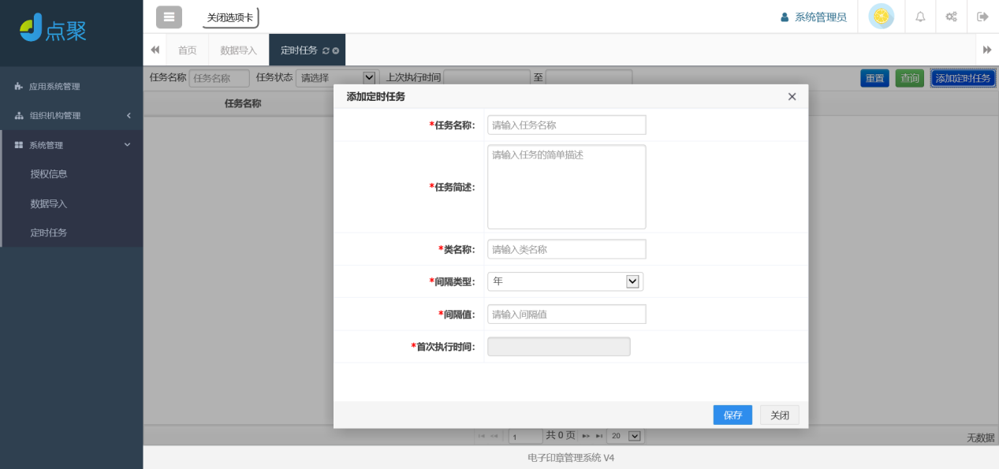 点聚
关闭选项卡
系统管理员
首页
数据导入
定时任务
应用系统管理
组织机构管理
系统管理
授权信息
数据导入
定时任务
任务名称 任务名称 任务状态 请选择 上次执行时间 至
重置 查询 添加定时任务
任务名称
添加定时任务
*任务名称: 请输入任务名称
*任务简述: 请输入任务的简单描述
*类名称: 请输入类名称
*间隔类型: 年
*间隔值: 请输入间隔值
*首次执行时间:
保存 关闭
1 共 0 页 20
无数据
电子印章管理系统 V4